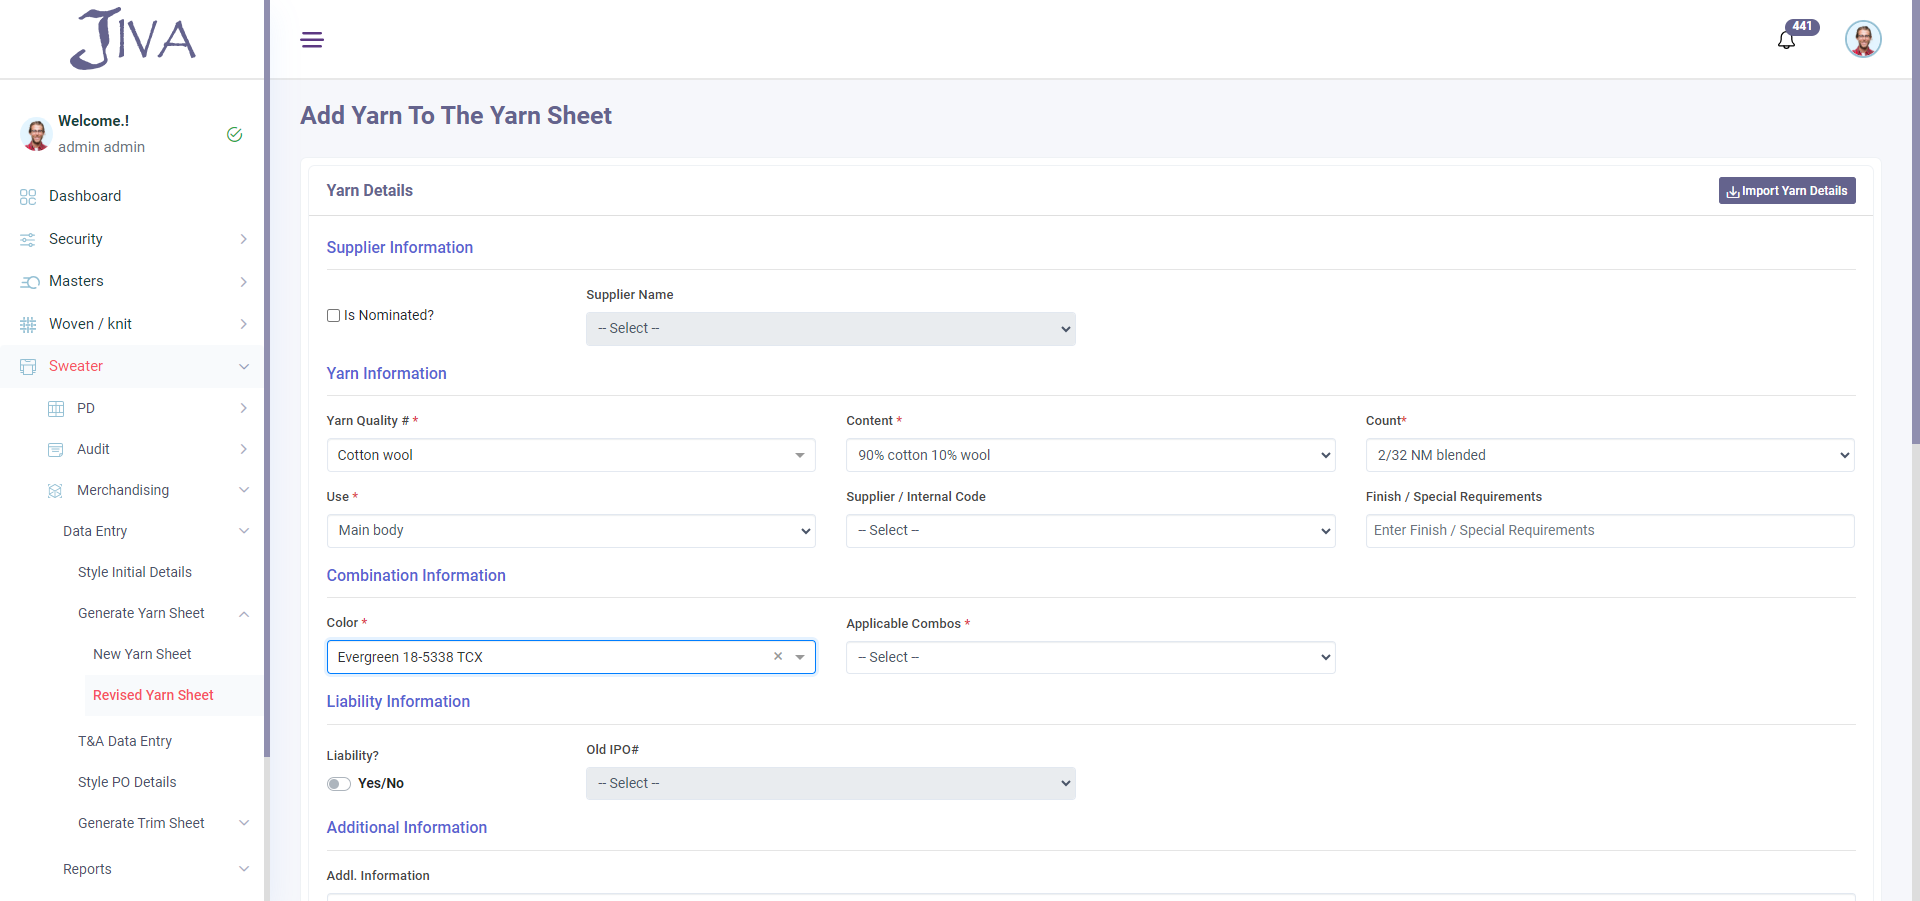 JIVA
441
Welcome.!
admin admin
Dashboard
Security
Masters
Woven / knit
Sweater
PD
Audit
Merchandising
Data Entry
Style Initial Details
Generate Yarn Sheet
New Yarn Sheet
Revised Yarn Sheet
T&A Data Entry
Style PO Details
Generate Trim Sheet
Reports
Add Yarn To The Yarn Sheet
Yarn Details
Import Yarn Details
Supplier Information
Is Nominated?
Supplier Name
-- Select --
Yarn Information
Yarn Quality # *
Content *
Count*
Cotton wool
90% cotton 10% wool
2/32 NM blended
Use *
Supplier / Internal Code
Finish / Special Requirements
Main body
-- Select --
Enter Finish / Special Requirements
Combination Information
Color *
Applicable Combos *
Evergreen 18-5338 TCX
-- Select --
Liability Information
Liability?
Old IPO#
Yes/No
-- Select --
Additional Information
Addl. Information